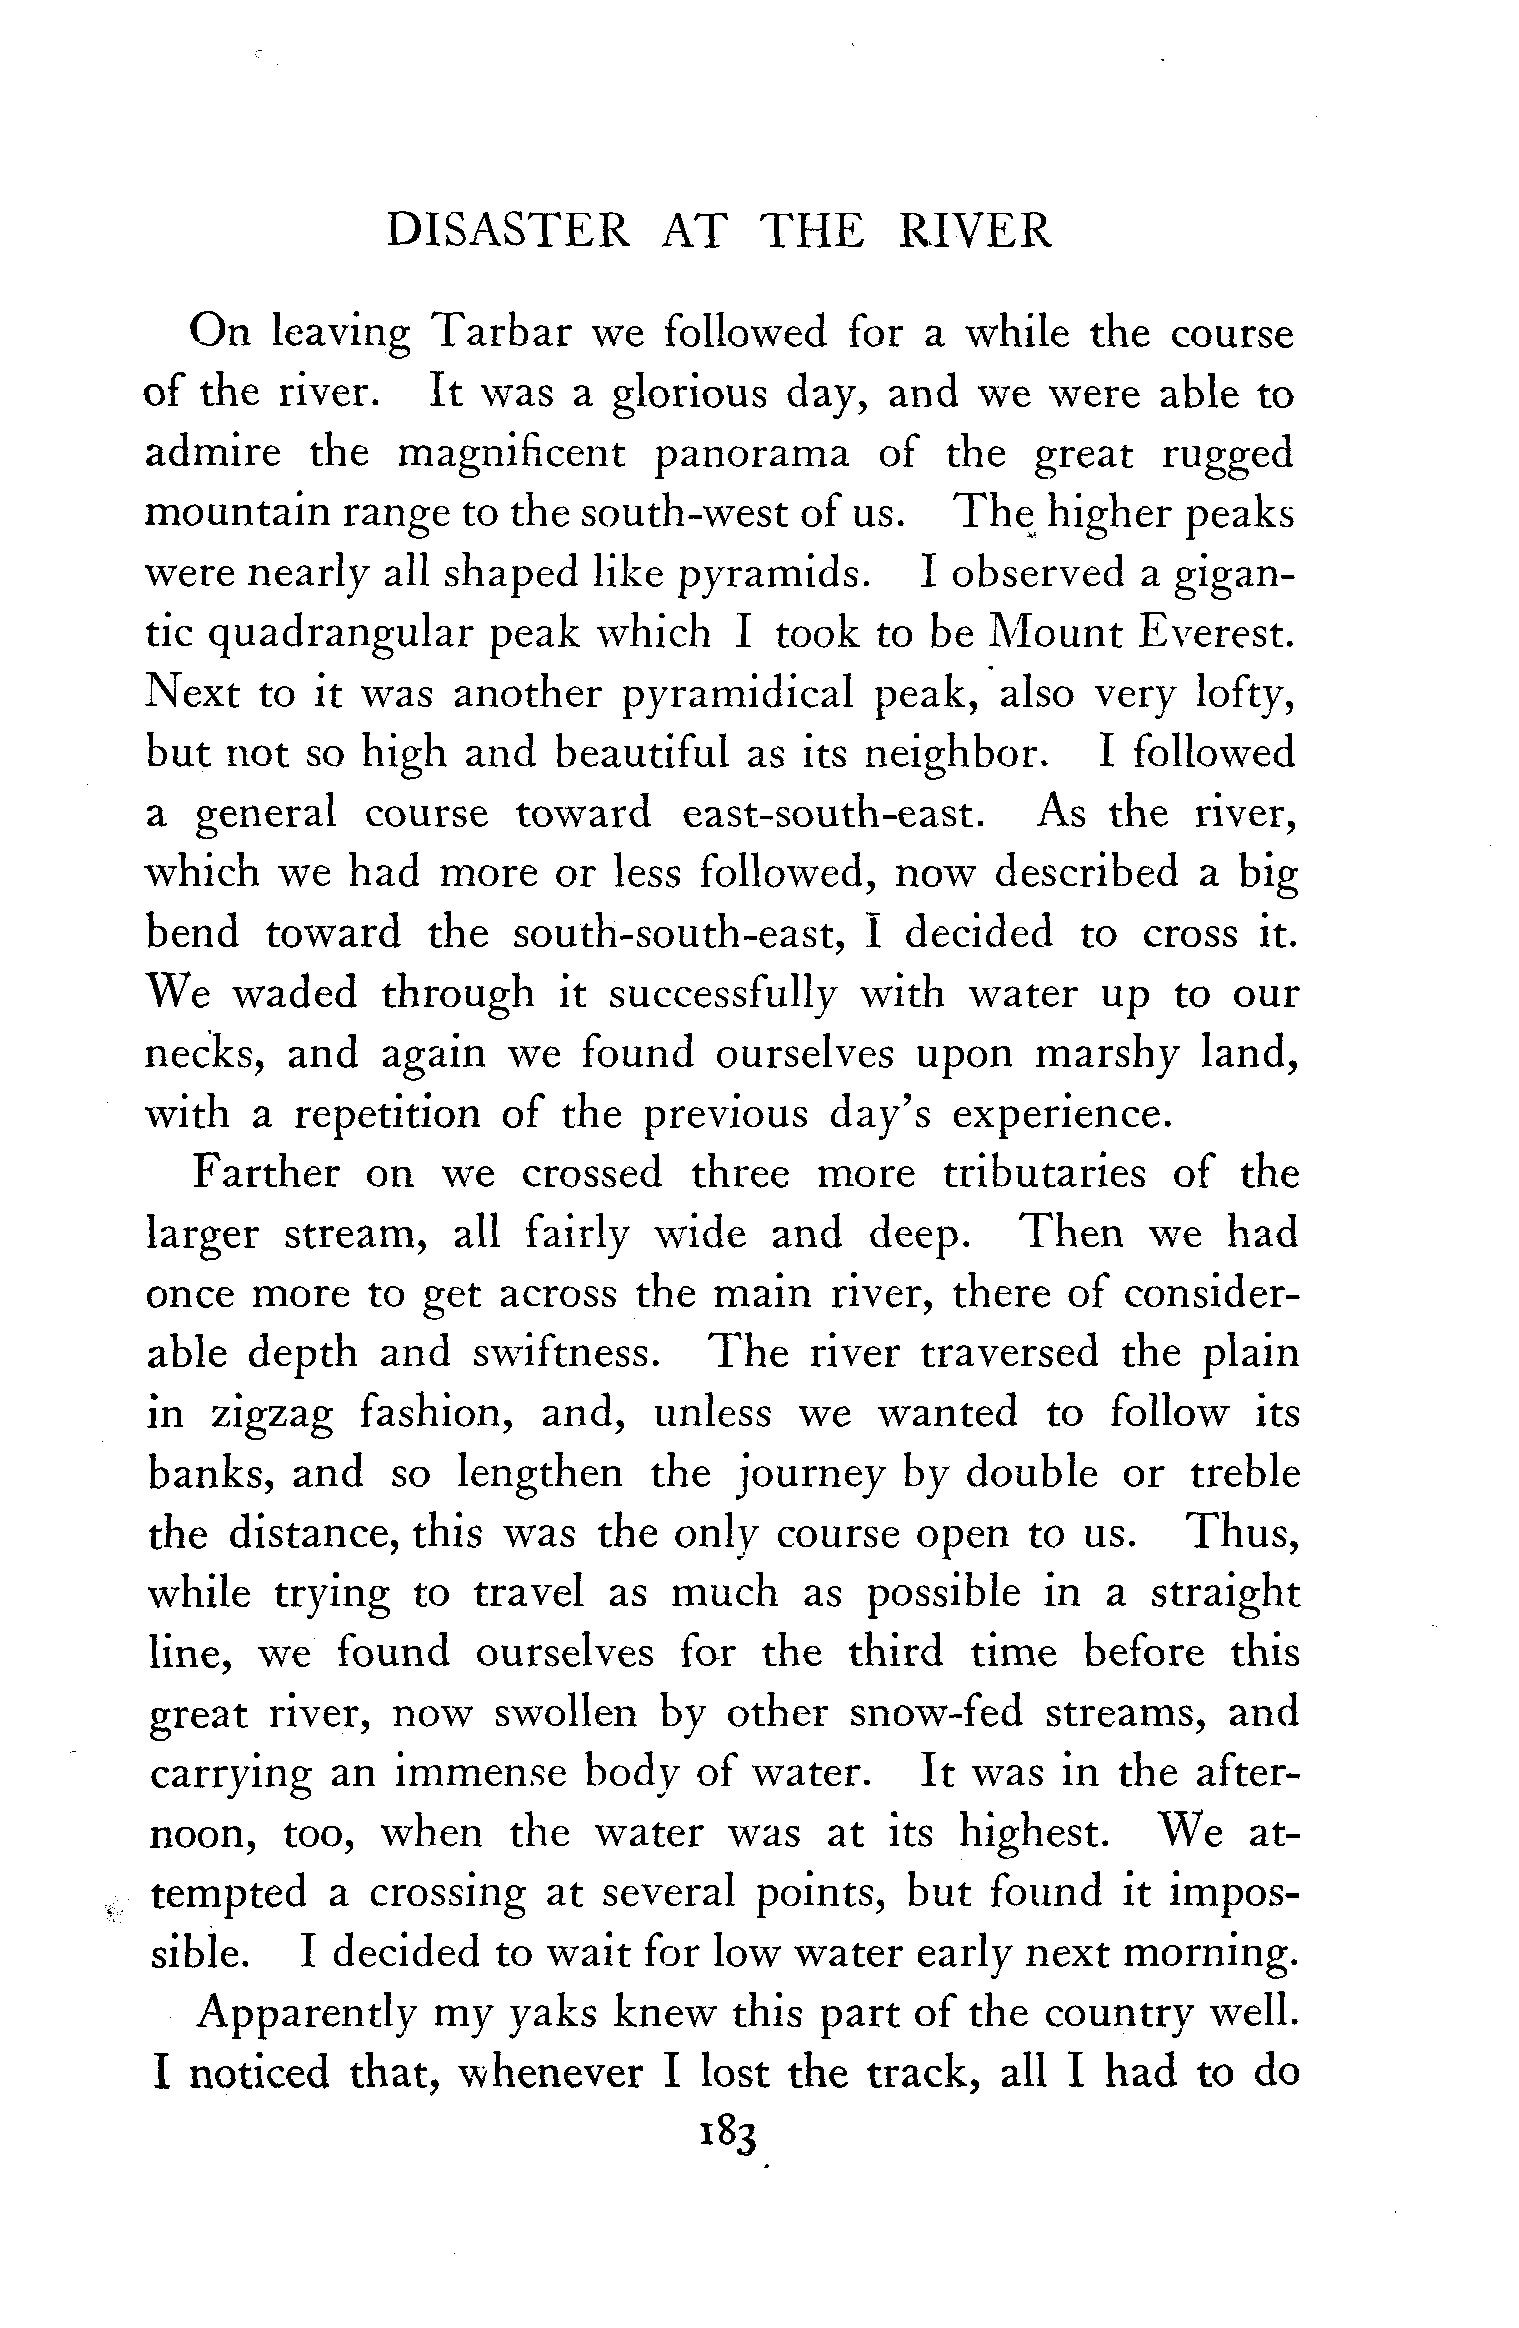 DISASTER AT THE RIVER
On leaving Tarbar we followed for a while the course
of the river. It was a glorious day, and we were able to
admire the magnificent panorama of the great rugged
mountain range to the south-west of us. The higher peaks
were nearly all shaped like pyramids. I observed a gigan-
tic quadrangular peak which I took to be Mount Everest.
Next to it was another pyramidical peak, also very lofty,
but not so high and beautiful as its neighbor. I followed
a general course toward east-south-east. As the river,
which we had more or less followed, now described a big
bend toward the south-south-east, I decided to cross it.
We waded through it successfully with water up to our
necks, and again we found ourselves upon marshy land,
with a repetition of the previous day's experience.
Farther on we crossed three more tributaries of the
larger stream, all fairly wide and deep. Then we had
once more to get across the main river, there of consider-
able depth and swiftness. The river traversed the plain
in zigzag fashion, and, unless we wanted to follow its
banks, and so lengthen the journey by double or treble
the distance, this was the only course open to us. Thus,
while trying to travel as much as possible in a straight
line, we found ourselves for the third time before this
great river, now swollen by other snow-fed streams, and
carrying an immense body of water. It was in the after-
noon, too, when the water was at its highest. We at-
tempted a crossing at several points, but found it impos-
sible. I decided to wait for low water early next morning.
Apparently my yaks knew this part of the country well.
I noticed that, whenever I lost the track, all I had to do
183